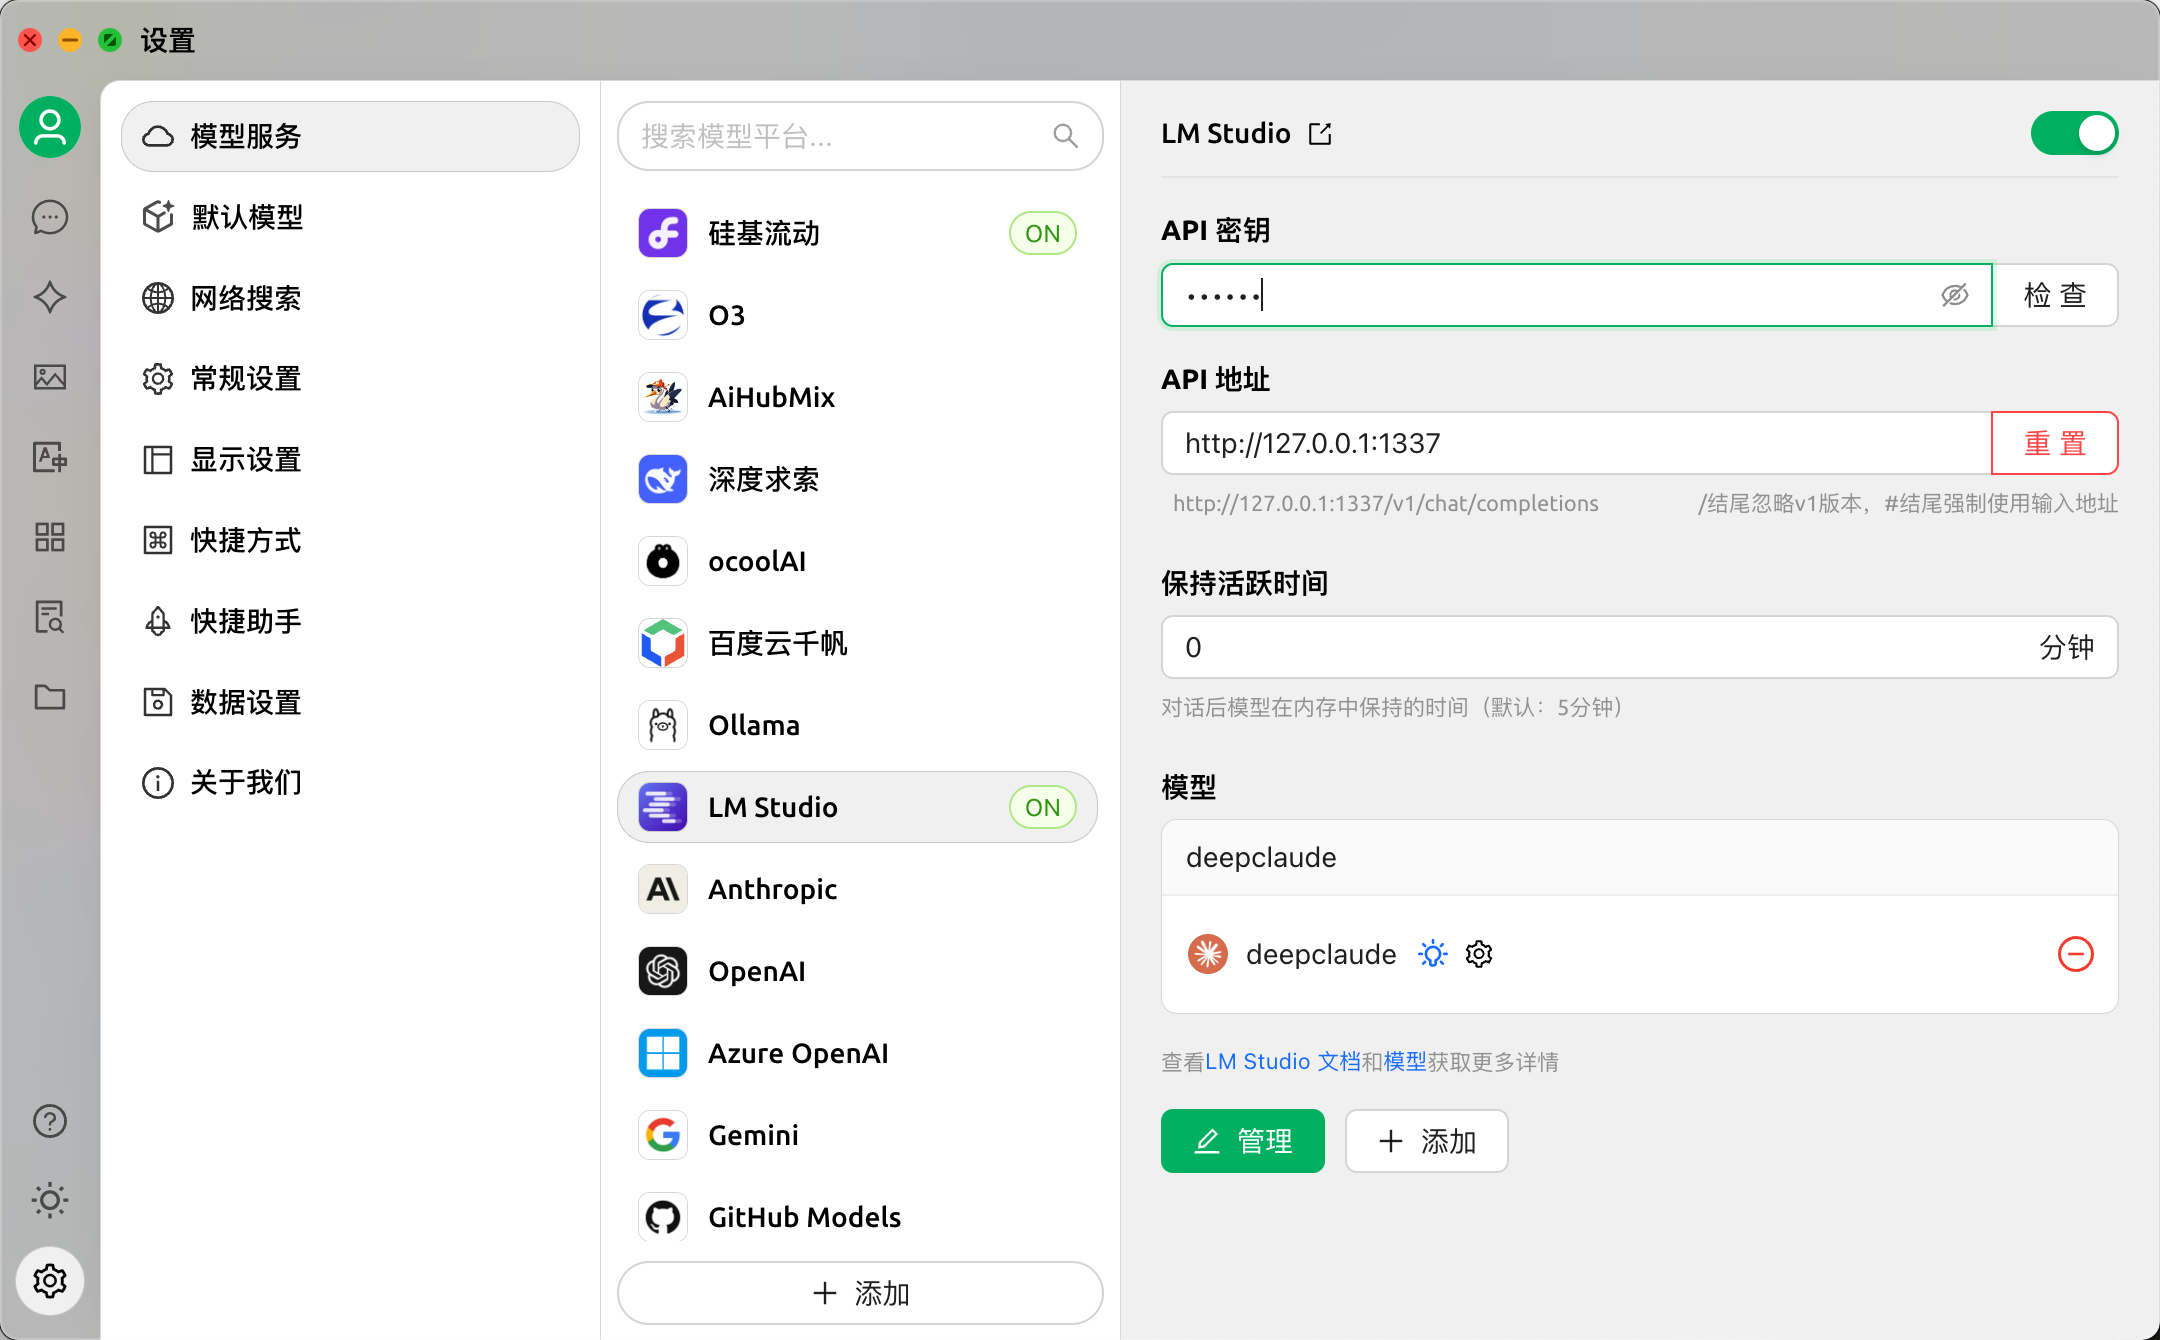 设置
模型服务
默认模型
网络搜索
常规设置
显示设置
快捷方式
快捷助手
数据设置
关于我们
搜索模型平台...
硅基流动 ON
O3
AiHubMix
深度求索
ocoolAI
百度云千帆
Ollama
LM Studio ON
Anthropic
OpenAI
Azure OpenAI
Gemini
GitHub Models
添加
LM Studio
API 密钥
检 查
API 地址
http://127.0.0.1:1337 重 置
http://127.0.0.1:1337/v1/chat/completions /结尾忽略v1版本，#结尾强制使用输入地址
保持活跃时间
0 分钟
对话后模型在内存中保持的时间（默认：5分钟）
模型
deepclaude
deepclaude
查看LM Studio 文档和模型获取更多详情
管理 添加